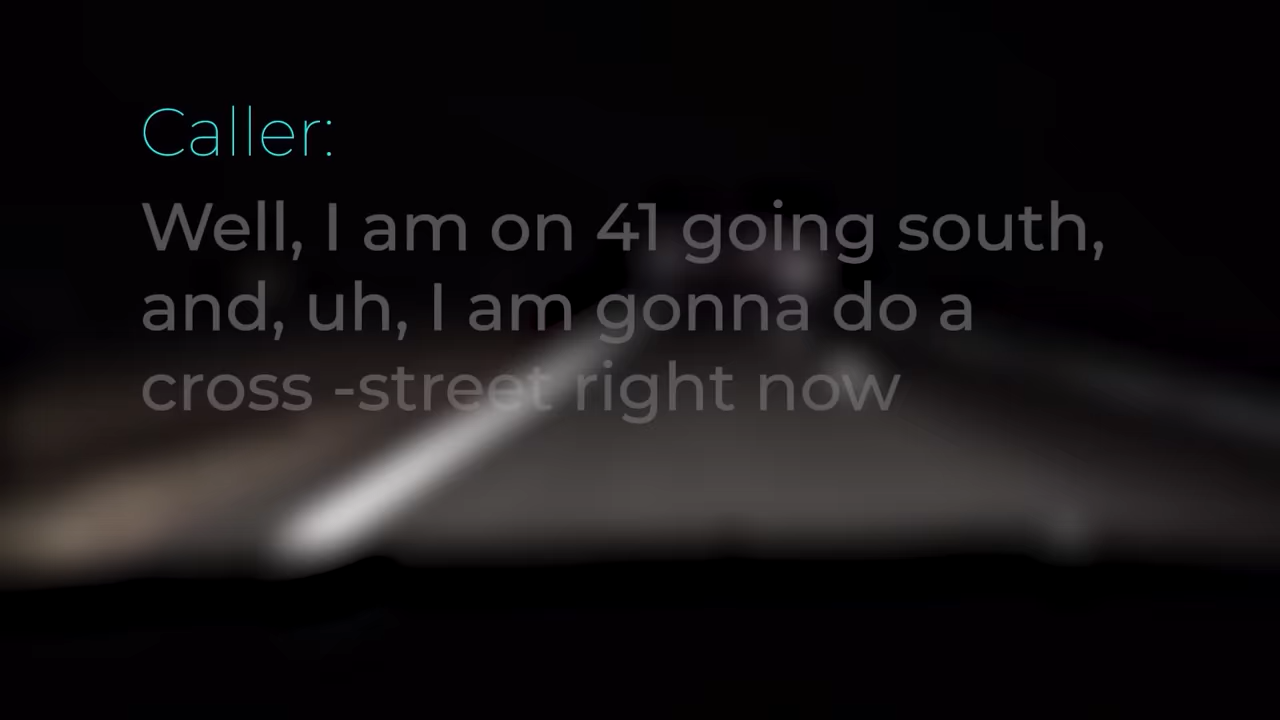 Caller:
Well, I am on 41 going south,
and, uh, I am gonna do a
cross -street right now